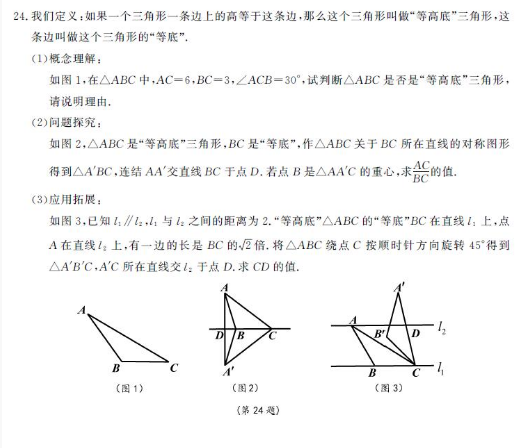 24.我们定义:如果一个三角形一条边上的高等于这条边,那么这个三角形叫做“等高底”三角形,这
条边叫做这个三角形的“等底”.
(1)概念理解:
如图1,在△ABC中,AC=6,BC=3,∠ACB=30°,试判断△ABC是否是“等高底”三角形,
请说明理由.
(2)问题探究:
如图2,△ABC是“等高底”三角形,BC是“等底”,作△ABC关于BC所在直线的对称图形
得到△A'BC,连结AA'交直线BC于点D.若点B是△AA'C的重心,求AC/BC的值.
(3)应用拓展:
如图3,已知l₁∥l₂,l₁与l₂之间的距离为2.“等高底”△ABC的“等底”BC在直线l₁上,点
A在直线l₂上,有一边的长是BC的√2倍.将△ABC绕点C按顺时针方向旋转45°得到
△A'B'C,A'C所在直线交l₂于点D.求CD的值.
A
B
C
(图1)
A
D
B
C
A'
(图2)
A'
A
B'
D
l₂
B
C
l₁
(图3)
(第24题)